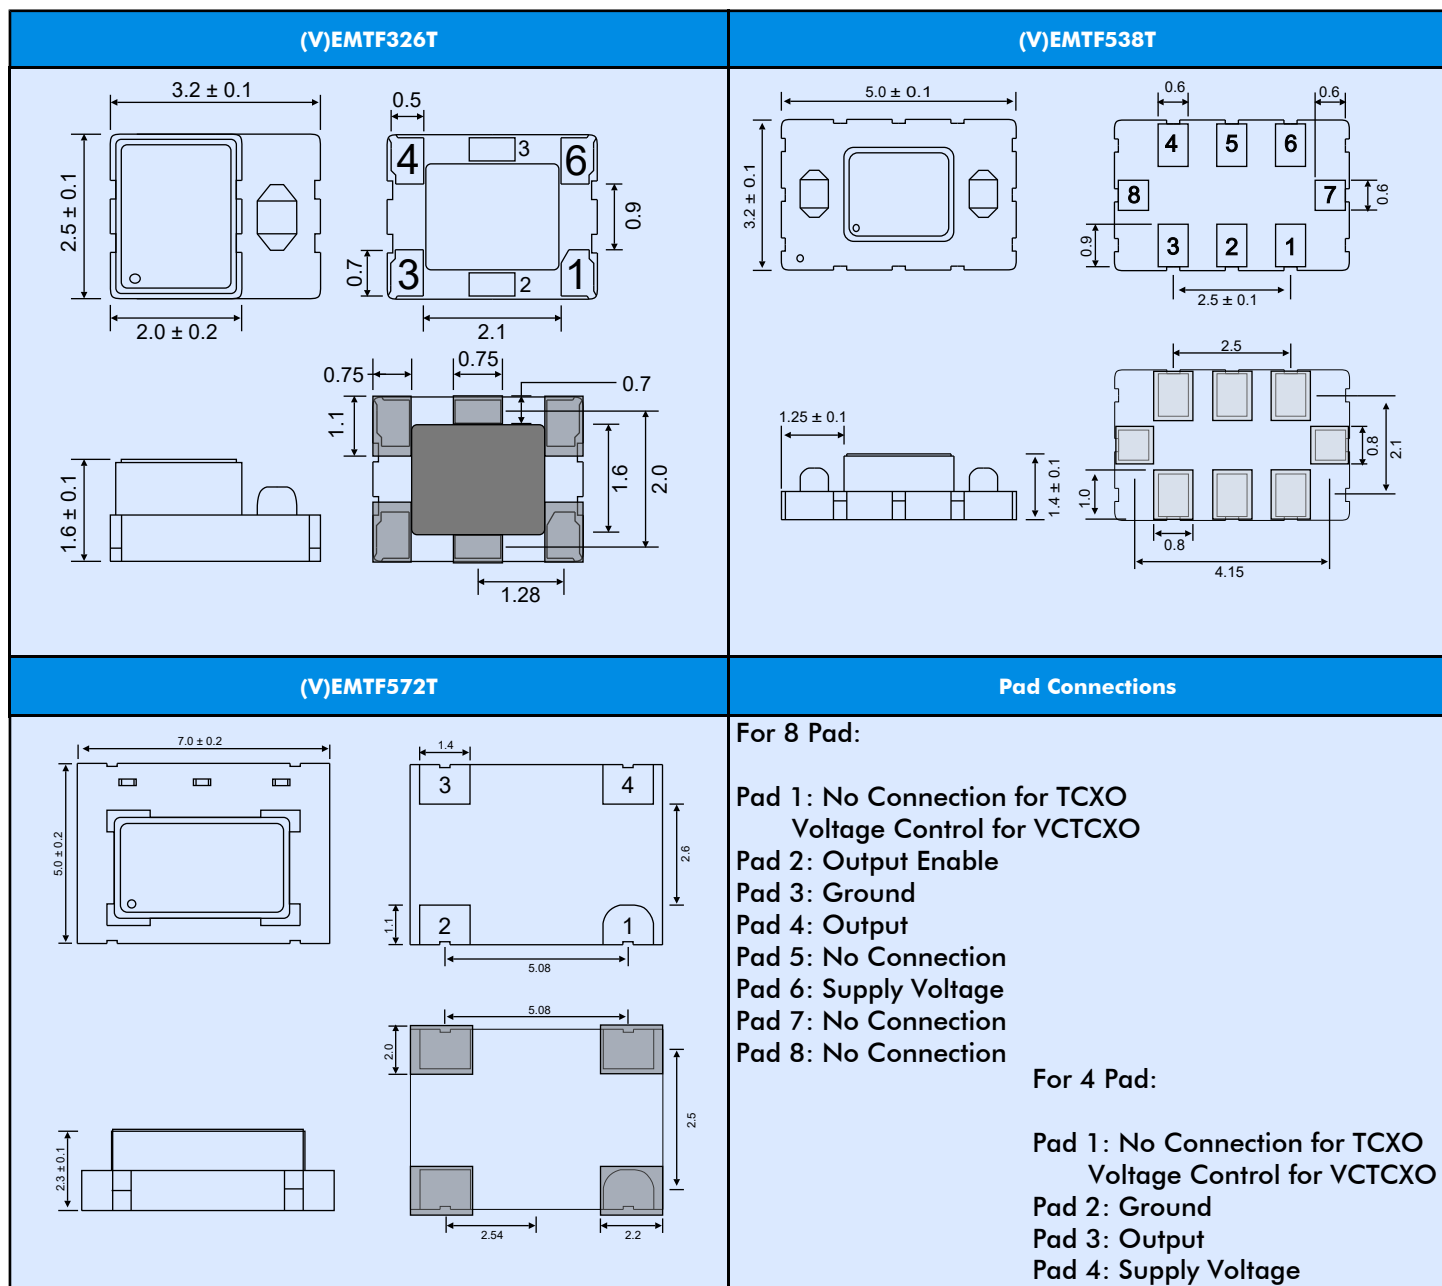 (V)EMTF326T
(V)EMTF538T
3.2 ± 0.1
0.5
2.5 ± 0.1
4
3
6
0.9
0.7
3
2
1
2.0 ± 0.2
2.1
0.75
0.75
0.7
1.1
1.6
2.0
1.6 ± 0.1
1.28
5.0 ± 0.1
0.6
0.6
3.2 ± 0.1
4
5
6
8
7
0.6
0.9
3
2
1
2.5 ± 0.1
2.5
1.25 ± 0.1
0.8
2.1
1.4 ± 0.1
1.0
0.8
4.15
(V)EMTF572T
Pad Connections
7.0 ± 0.2
1.4
3
4
5.0 ± 0.2
2.6
1.1
2
1
5.08
5.08
2.0
2.5
2.3 ± 0.1
2.54
2.2
For 8 Pad:
Pad 1: No Connection for TCXO
Voltage Control for VCTCXO
Pad 2: Output Enable
Pad 3: Ground
Pad 4: Output
Pad 5: No Connection
Pad 6: Supply Voltage
Pad 7: No Connection
Pad 8: No Connection
For 4 Pad:
Pad 1: No Connection for TCXO
Voltage Control for VCTCXO
Pad 2: Ground
Pad 3: Output
Pad 4: Supply Voltage